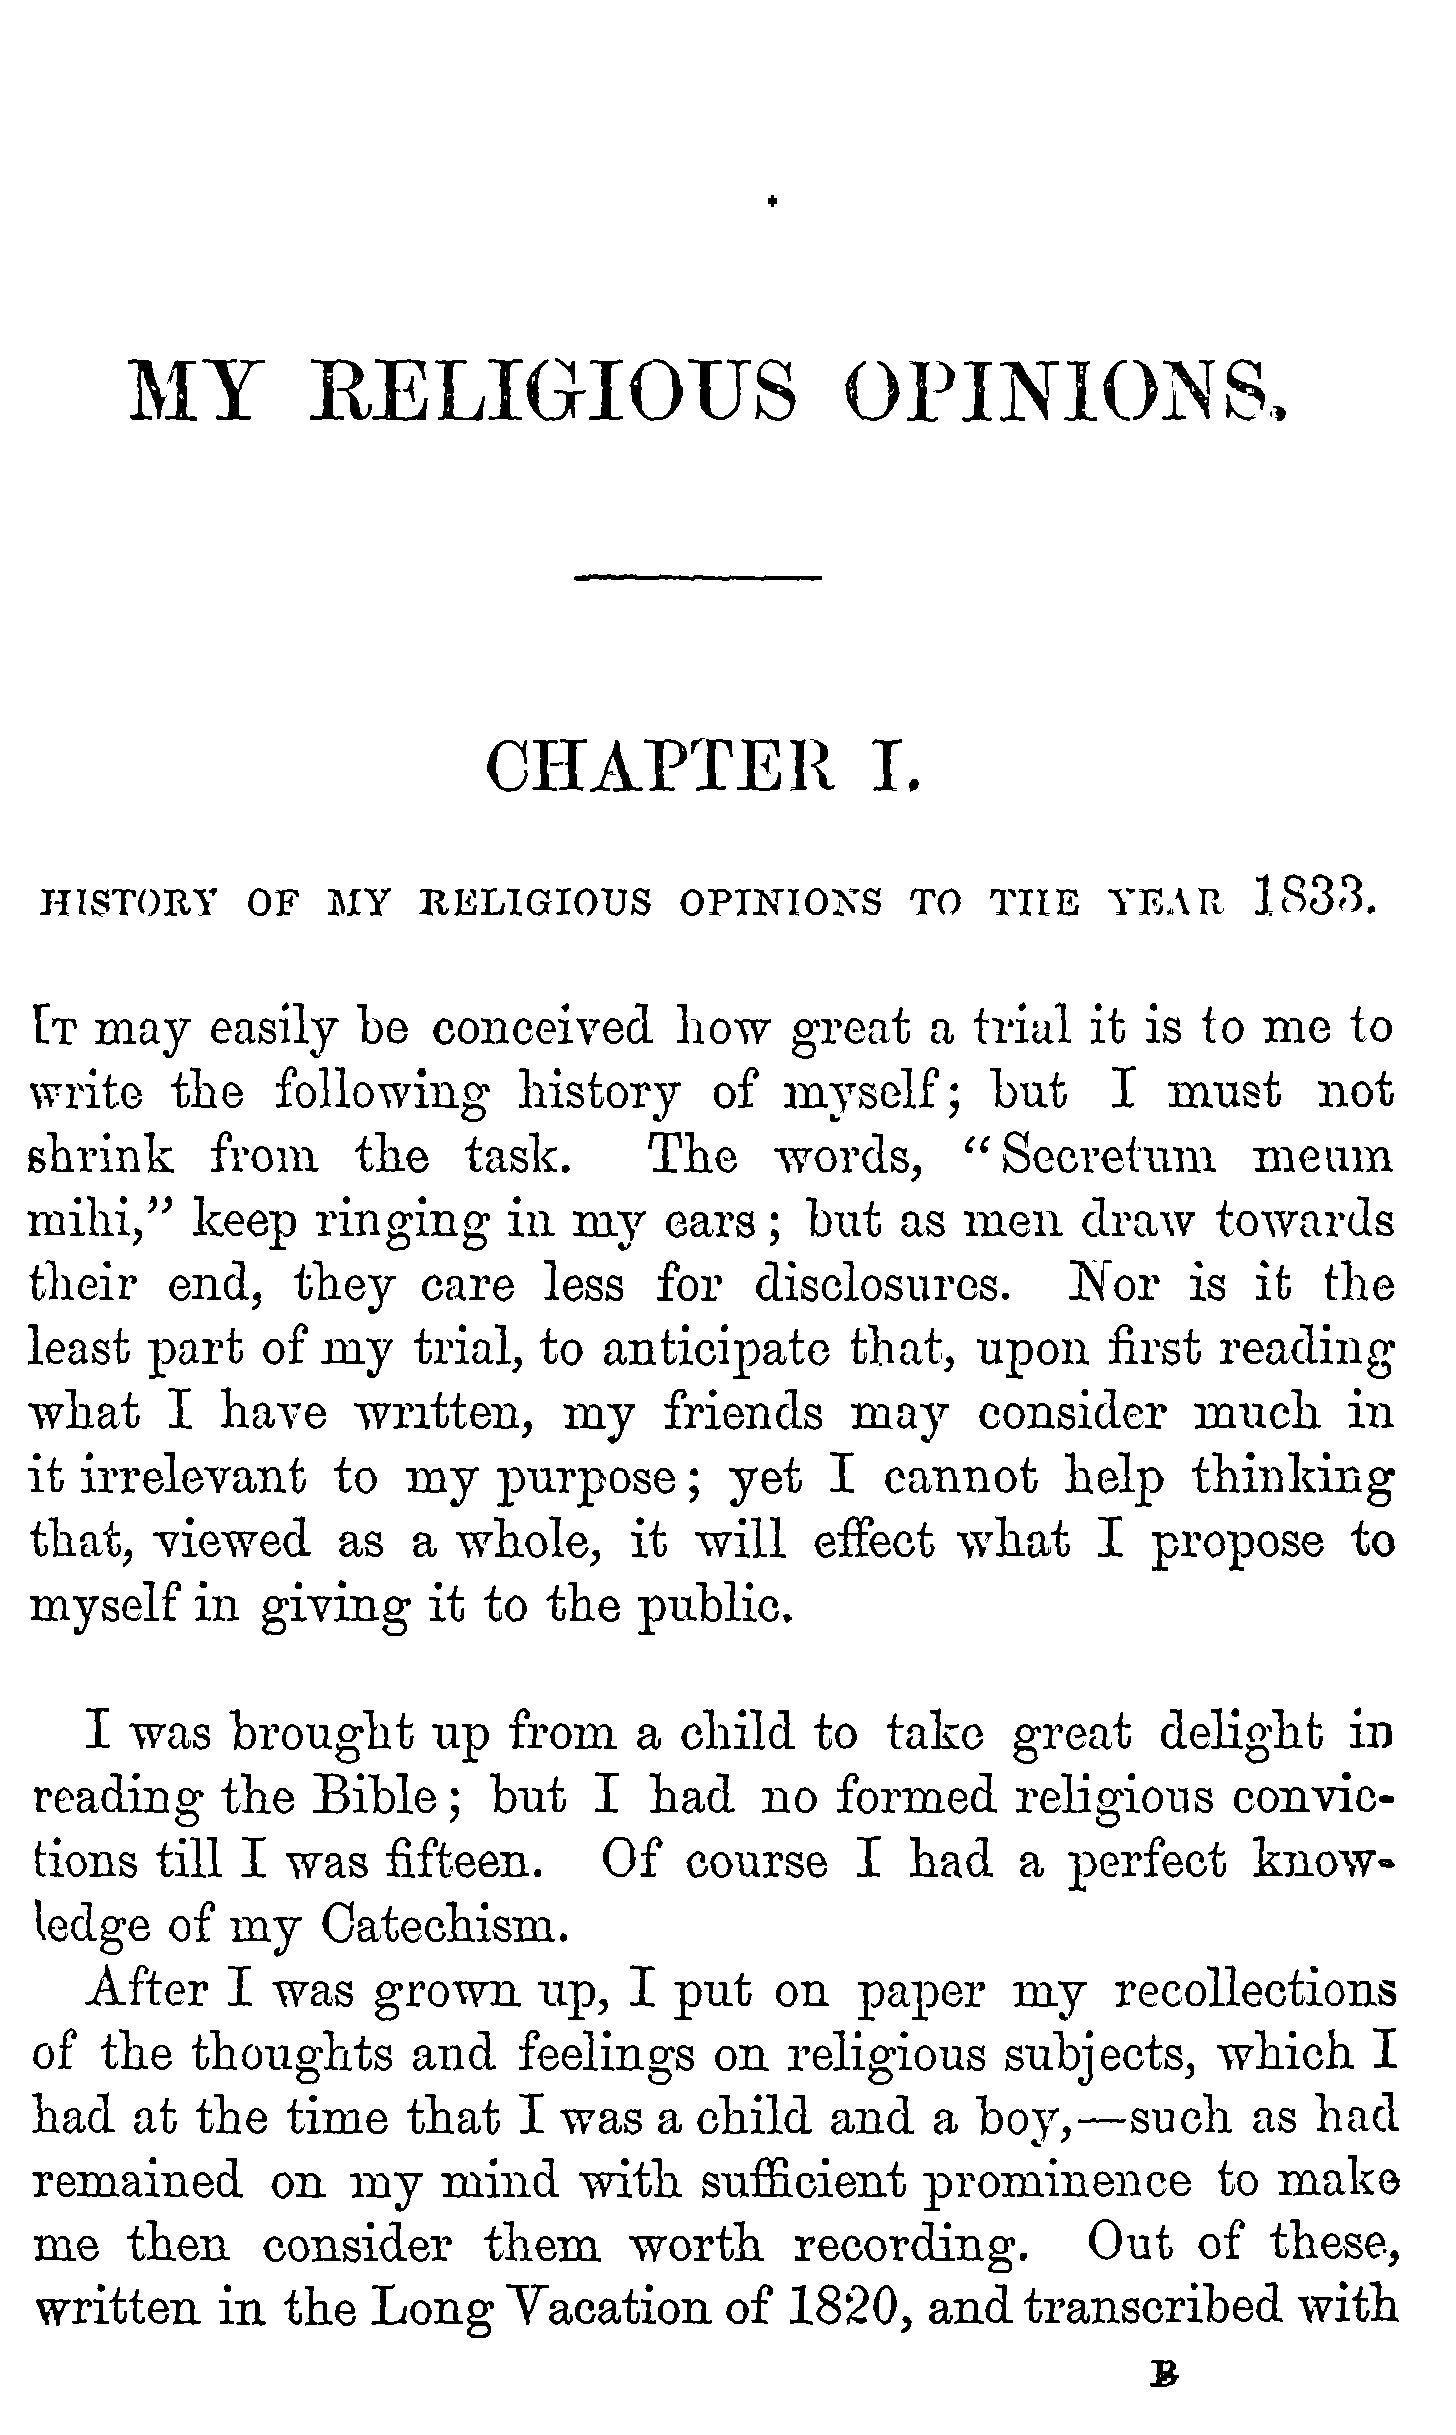 MY RELIGIOUS OPINIONS.
CHAPTER I.
HISTORY OF MY RELIGIOUS OPINIONS TO THE YEAR 1833.
IT may easily be conceived how great a trial it is to me to
write the following history of myself; but I must not
shrink from the task. The words, “Secretum meum
mihi,” keep ringing in my ears; but as men draw towards
their end, they care less for disclosures. Nor is it the
least part of my trial, to anticipate that, upon first reading
what I have written, my friends may consider much in
it irrelevant to my purpose; yet I cannot help thinking
that, viewed as a whole, it will effect what I propose to
myself in giving it to the public.
I was brought up from a child to take great delight in
reading the Bible; but I had no formed religious convic-
tions till I was fifteen. Of course I had a perfect know-
ledge of my Catechism.
After I was grown up, I put on paper my recollections
of the thoughts and feelings on religious subjects, which I
had at the time that I was a child and a boy,—such as had
remained on my mind with sufficient prominence to make
me then consider them worth recording. Out of these,
written in the Long Vacation of 1820, and transcribed with
B